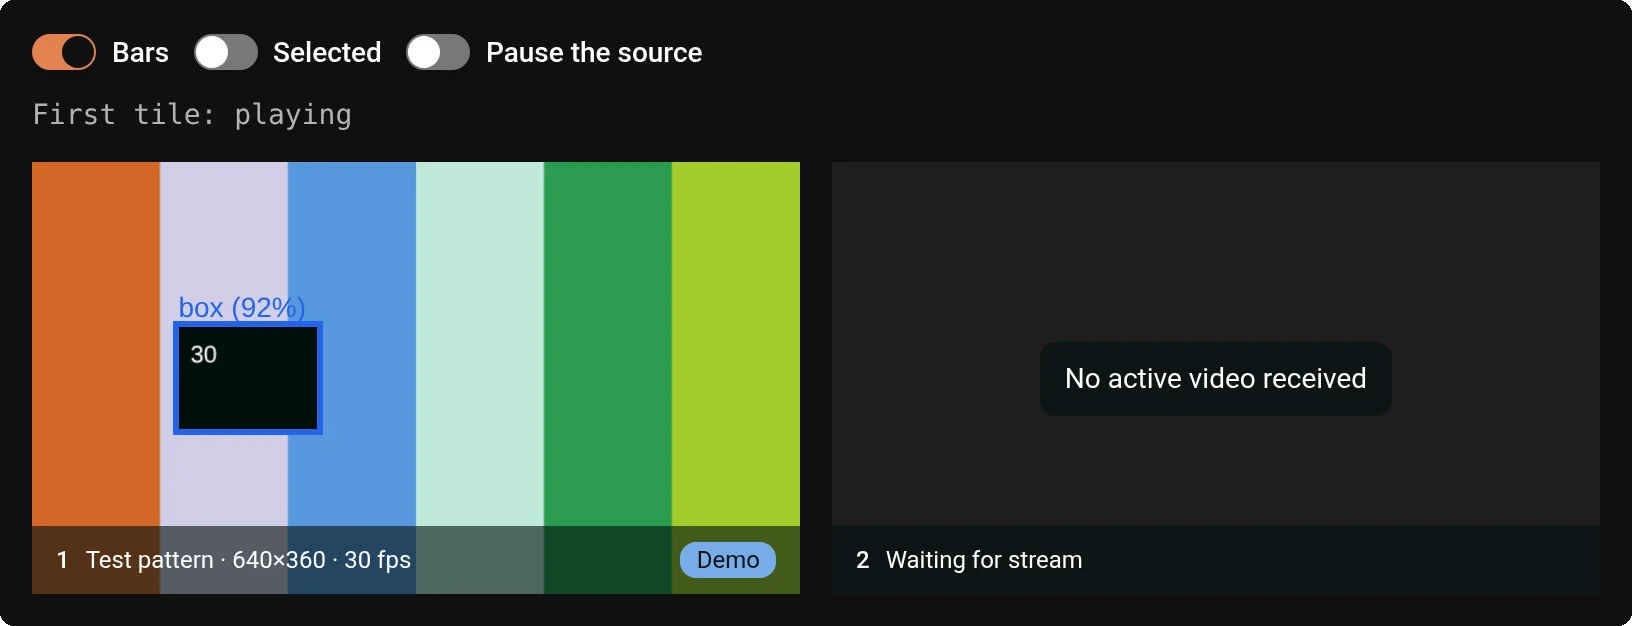 Bars Selected Pause the source
First tile: playing
box (92%)
30
No active video received
1 Test pattern · 640×360 · 30 fps Demo
2 Waiting for stream